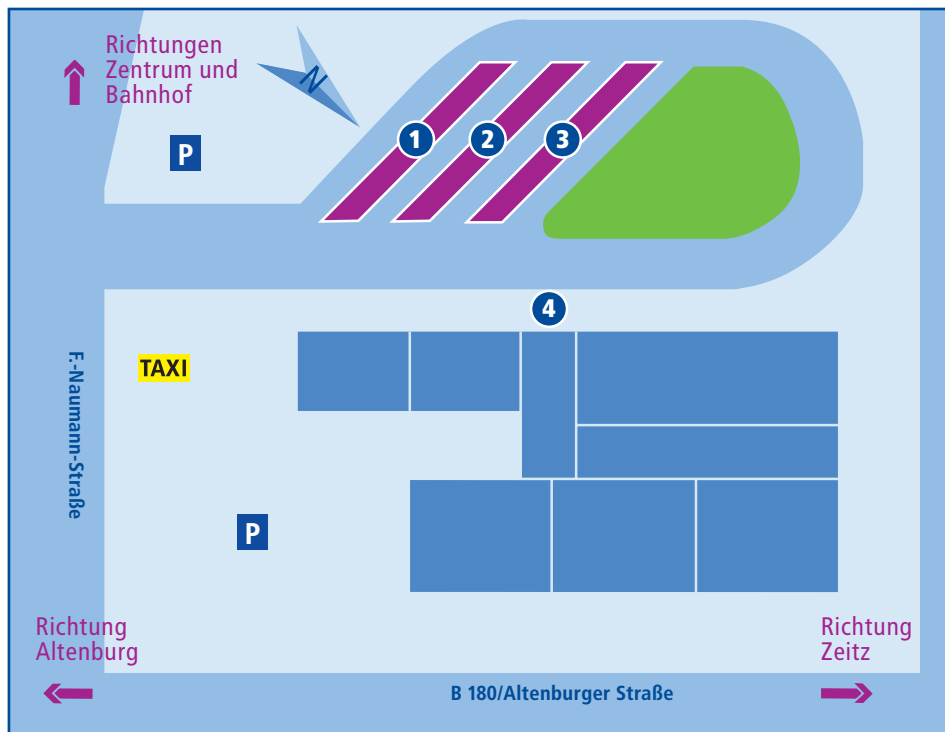 Richtungen
Zentrum und
Bahnhof
N
P
1
2
3
4
TAXI
F.-Naumann-Straße
P
Richtung
Altenburg
Richtung
Zeitz
B 180/Altenburger Straße